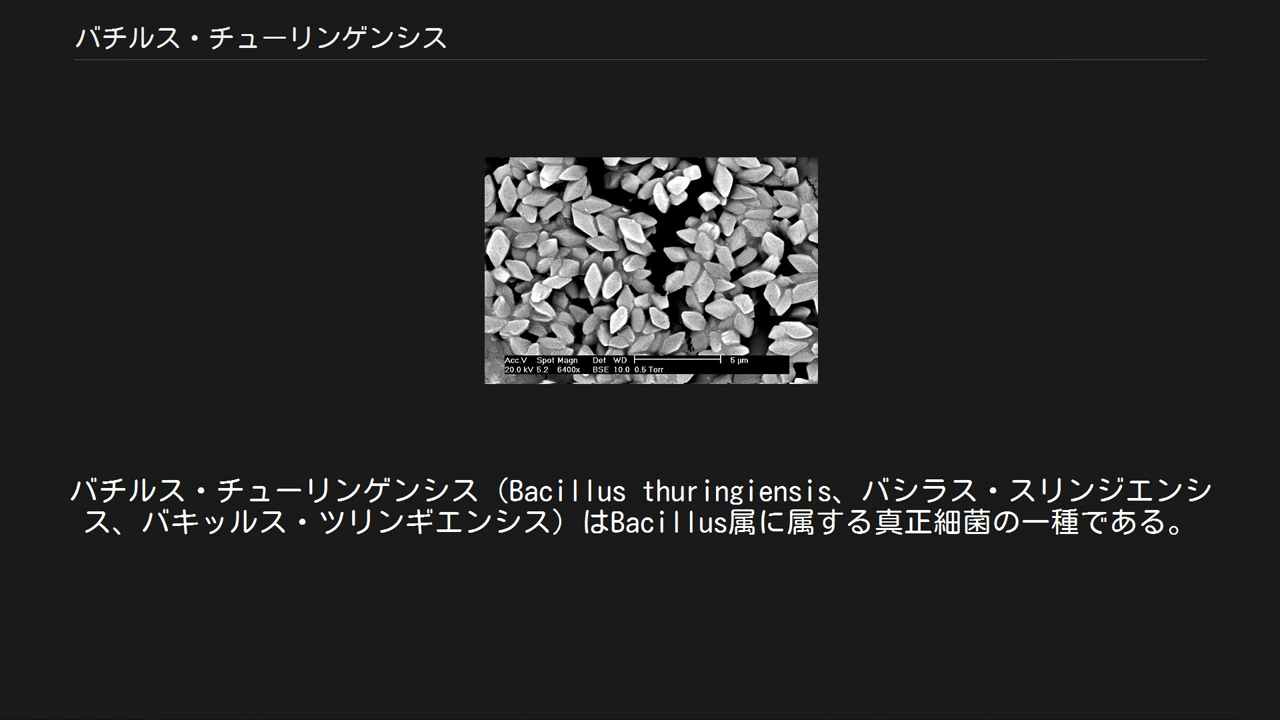 バチルス・チューリンゲンシス
Acc.V Spot Magn Det WD 5 μm
20.0 kV 5.2 6400x BSE 10.0 0.5 Torr
バチルス・チューリンゲンシス（Bacillus thuringiensis、バシラス・スリンジエンシ
ス、バキッルス・ツリンギエンシス）はBacillus属に属する真正細菌の一種である。